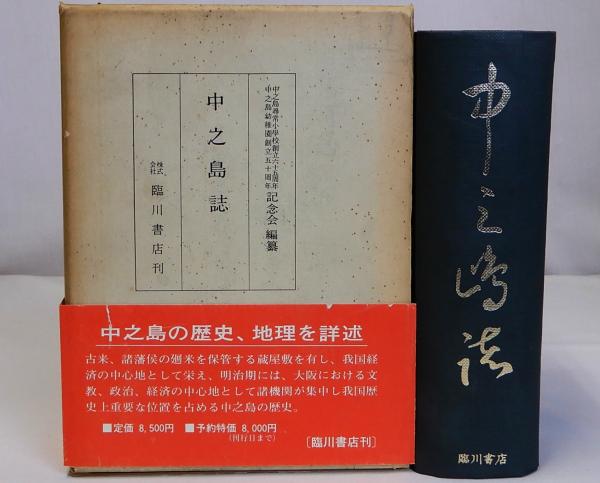 中之島尋常小學校創立六十五周年
中之島幼稚園創立五十周年
記念会 編纂
中之島誌
株式会社 臨川書店刊
中之島の歴史、地理を詳述
古来、諸藩侯の廻米を保管する蔵屋敷を有し、我国経
済の中心地として栄え、明治期には、大阪における文
教、政治、経済の中心地として諸機関が集中し我国歴
史上重要な位置を占める中之島の歴史。
■定価 8,500円 ■予約特価 8,000円
(刊行日まで)
〔臨川書店刊〕
中之嶋誌
臨川書店